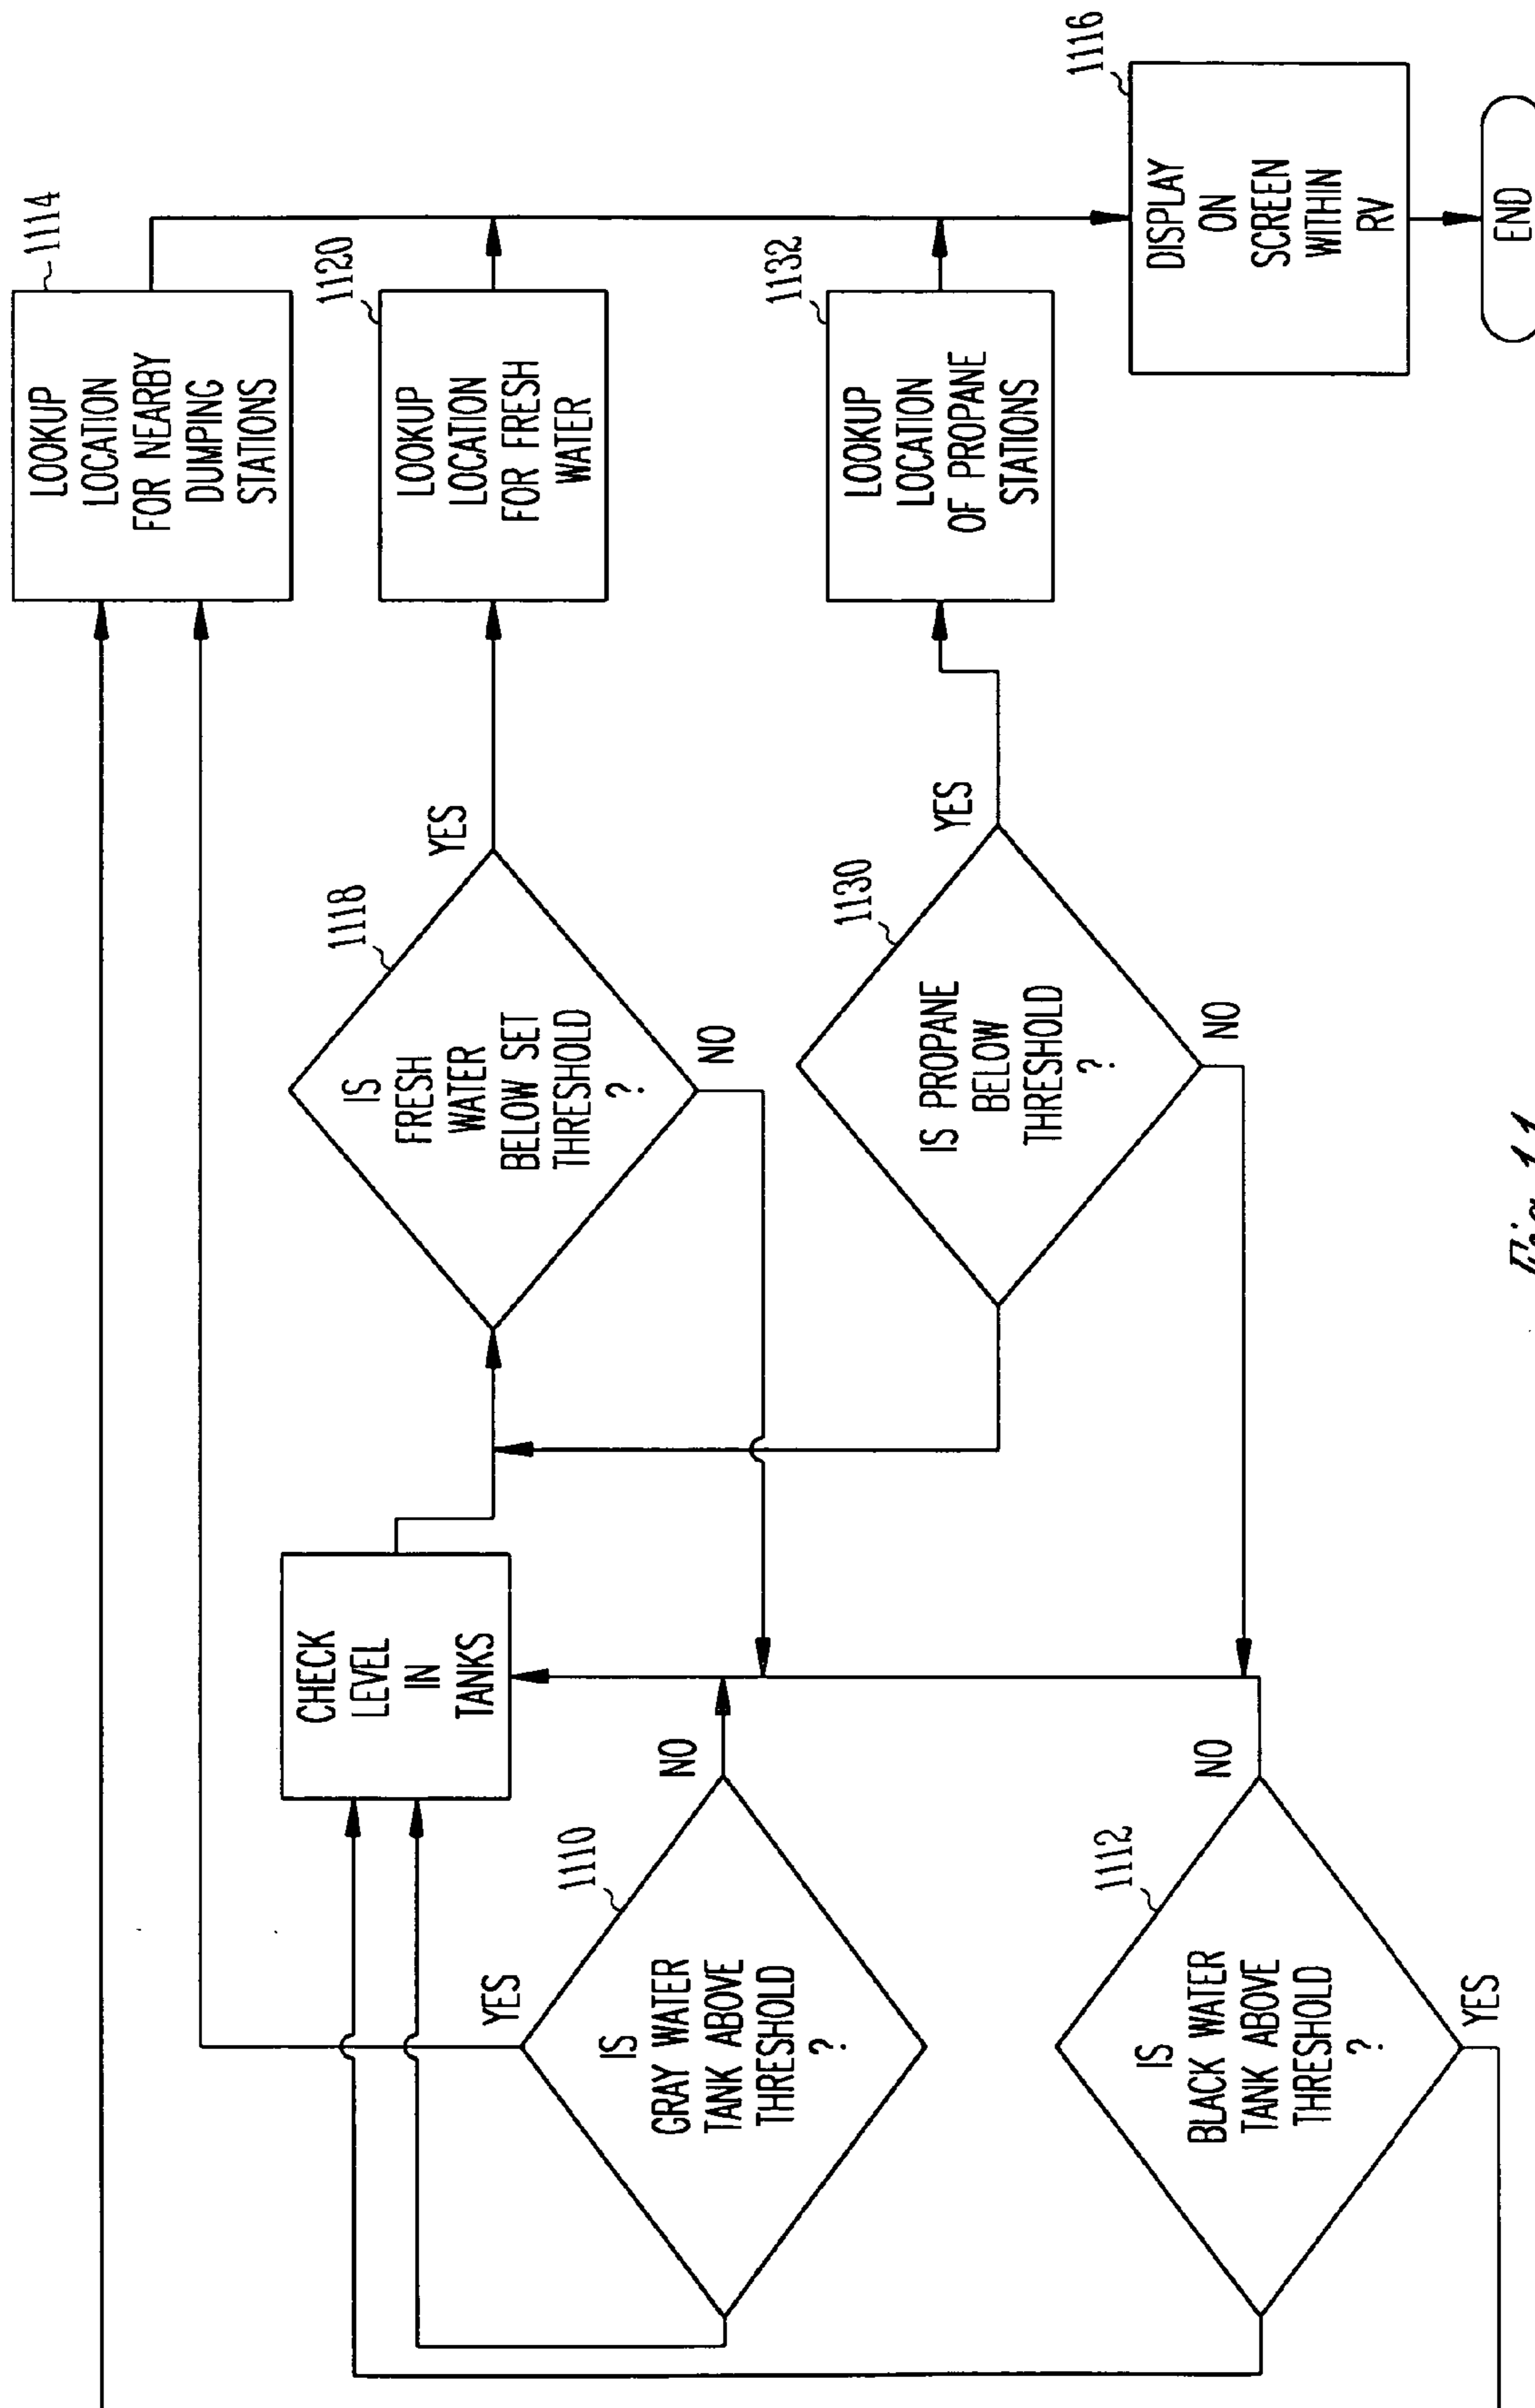 LOOKUP
LOCATION
FOR NEARBY
DUMPING
STATIONS
1114
LOOKUP
LOCATION
FOR FRESH
WATER
1120
LOOKUP
LOCATION
OF PROPANE
STATIONS
1132
DISPLAY
ON
SCREEN
WITHIN
RV
1116
END
IS
FRESH
WATER
BELOW SET
THRESHOLD
?
1118
YES
NO
IS PROPANE
BELOW
THRESHOLD
?
1130
YES
NO
CHECK
LEVEL
IN
TANKS
IS
GRAY WATER
TANK ABOVE
THRESHOLD
?
1110
YES
NO
IS
BLACK WATER
TANK ABOVE
THRESHOLD
?
1112
NO
YES
Fig. 11